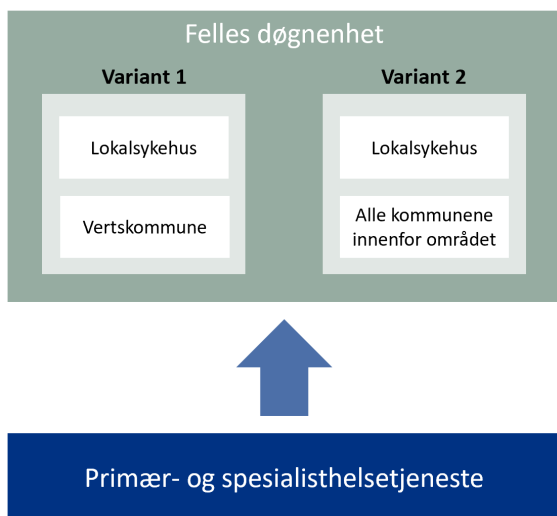 Felles døgnenhet
Variant 1
Lokalsykehus
Vertskommune
Variant 2
Lokalsykehus
Alle kommunene
innenfor området
Primær- og spesialisthelsetjeneste